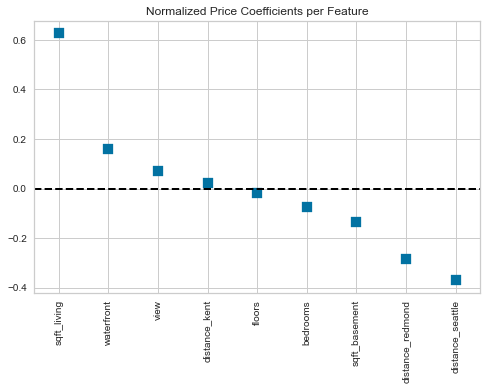 Normalized Price Coefficients per Feature
0.6
0.4
0.2
0.0
−0.2
−0.4
sqft_living
waterfront
view
distance_kent
floors
bedrooms
sqft_basement
distance_redmond
distance_seattle